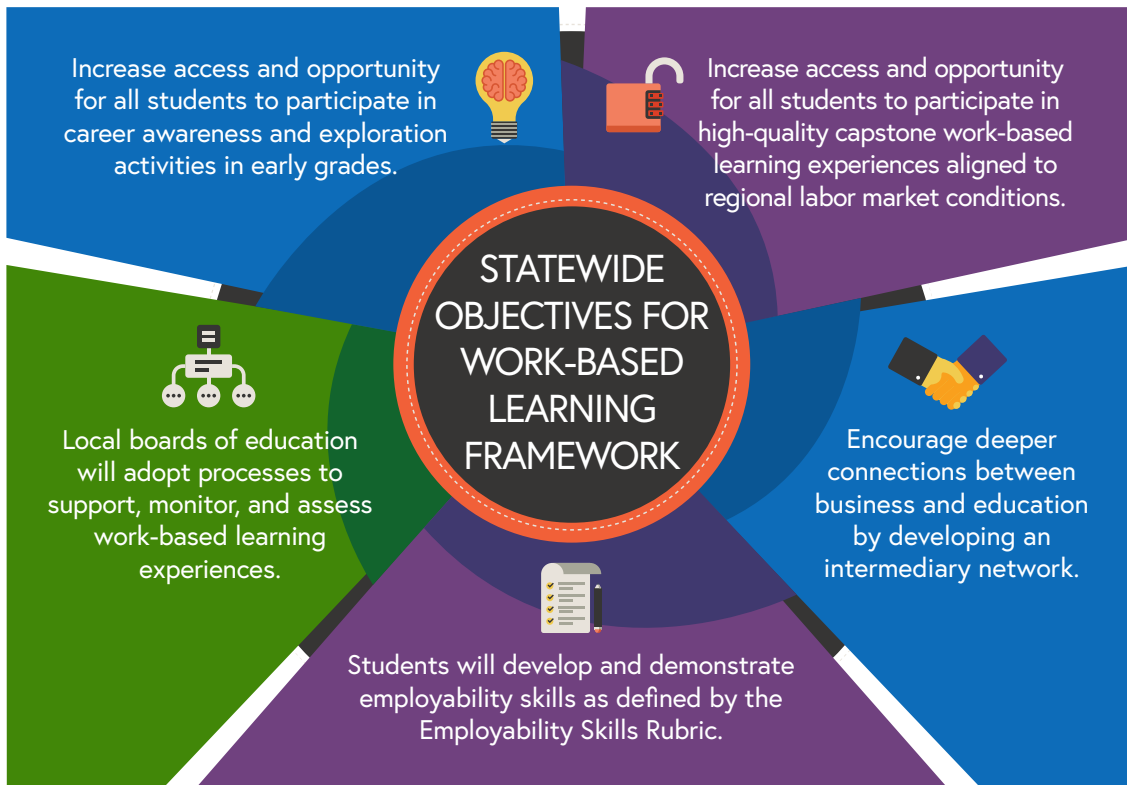 Increase access and opportunity
for all students to participate in
career awareness and exploration
activities in early grades.
Increase access and opportunity
for all students to participate in
high-quality capstone work-based
learning experiences aligned to
regional labor market conditions.
STATEWIDE
OBJECTIVES FOR
WORK-BASED
LEARNING
FRAMEWORK
Local boards of education
will adopt processes to
support, monitor, and assess
work-based learning
experiences.
Encourage deeper
connections between
business and education
by developing an
intermediary network.
Students will develop and demonstrate
employability skills as defined by the
Employability Skills Rubric.